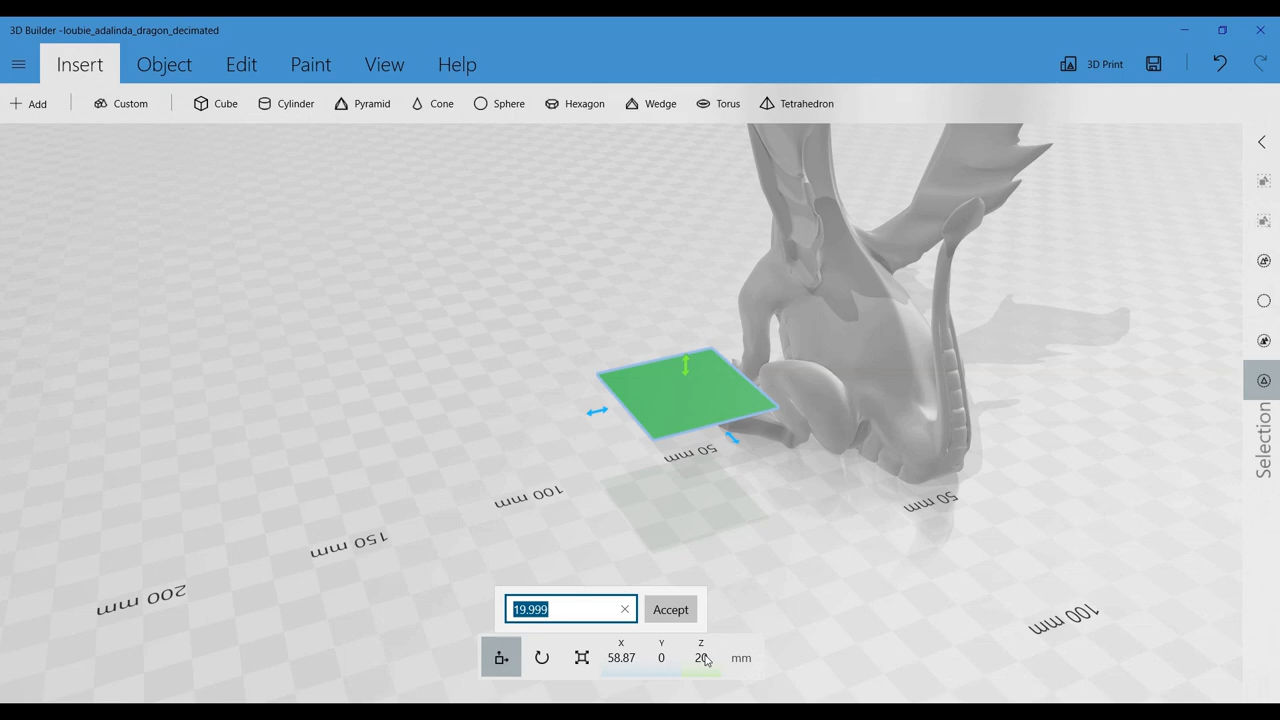 3D Builder -loubie_adalinda_dragon_decimated
Insert Object Edit Paint View Help 3D Print
Add Custom Cube Cylinder Pyramid Cone Sphere Hexagon Wedge Torus Tetrahedron
Selection
50 mm
100 mm
150 mm
200 mm
50 mm
100 mm
19.999 Accept
X Y Z
58.87 0 20 mm